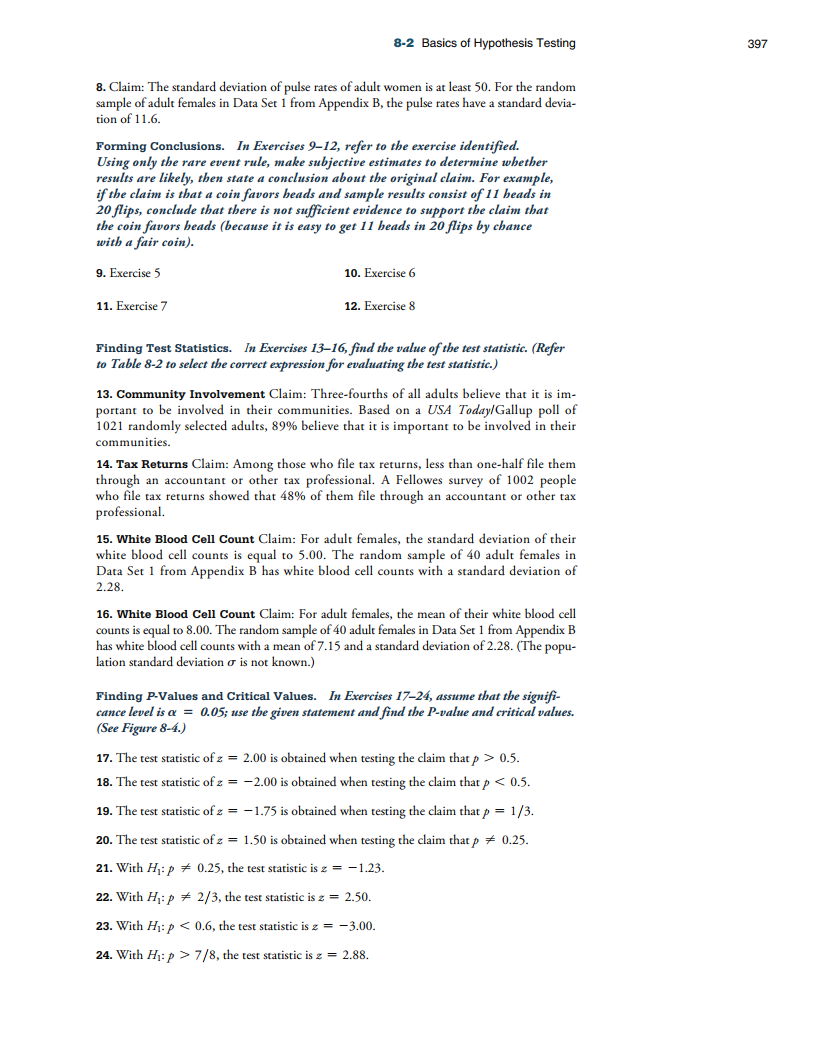 8-2 Basics of Hypothesis Testing 397
8. Claim: The standard deviation of pulse rates of adult women is at least 50. For the random
sample of adult females in Data Set 1 from Appendix B, the pulse rates have a standard devia-
tion of 11.6.
Forming Conclusions. In Exercises 9–12, refer to the exercise identified.
Using only the rare event rule, make subjective estimates to determine whether
results are likely, then state a conclusion about the original claim. For example,
if the claim is that a coin favors heads and sample results consist of 11 heads in
20 flips, conclude that there is not sufficient evidence to support the claim that
the coin favors heads (because it is easy to get 11 heads in 20 flips by chance
with a fair coin).
9. Exercise 5 10. Exercise 6
11. Exercise 7 12. Exercise 8
Finding Test Statistics. In Exercises 13–16, find the value of the test statistic. (Refer
to Table 8-2 to select the correct expression for evaluating the test statistic.)
13. Community Involvement Claim: Three-fourths of all adults believe that it is im-
portant to be involved in their communities. Based on a USA Today/Gallup poll of
1021 randomly selected adults, 89% believe that it is important to be involved in their
communities.
14. Tax Returns Claim: Among those who file tax returns, less than one-half file them
through an accountant or other tax professional. A Fellowes survey of 1002 people
who file tax returns showed that 48% of them file through an accountant or other tax
professional.
15. White Blood Cell Count Claim: For adult females, the standard deviation of their
white blood cell counts is equal to 5.00. The random sample of 40 adult females in
Data Set 1 from Appendix B has white blood cell counts with a standard deviation of
2.28.
16. White Blood Cell Count Claim: For adult females, the mean of their white blood cell
counts is equal to 8.00. The random sample of 40 adult females in Data Set 1 from Appendix B
has white blood cell counts with a mean of 7.15 and a standard deviation of 2.28. (The popu-
lation standard deviation σ is not known.)
Finding P-Values and Critical Values. In Exercises 17–24, assume that the signifi-
cance level is α = 0.05; use the given statement and find the P-value and critical values.
(See Figure 8-4.)
17. The test statistic of z = 2.00 is obtained when testing the claim that p > 0.5.
18. The test statistic of z = −2.00 is obtained when testing the claim that p < 0.5.
19. The test statistic of z = −1.75 is obtained when testing the claim that p = 1/3.
20. The test statistic of z = 1.50 is obtained when testing the claim that p ≠ 0.25.
21. With H₁: p ≠ 0.25, the test statistic is z = −1.23.
22. With H₁: p ≠ 2/3, the test statistic is z = 2.50.
23. With H₁: p < 0.6, the test statistic is z = −3.00.
24. With H₁: p > 7/8, the test statistic is z = 2.88.